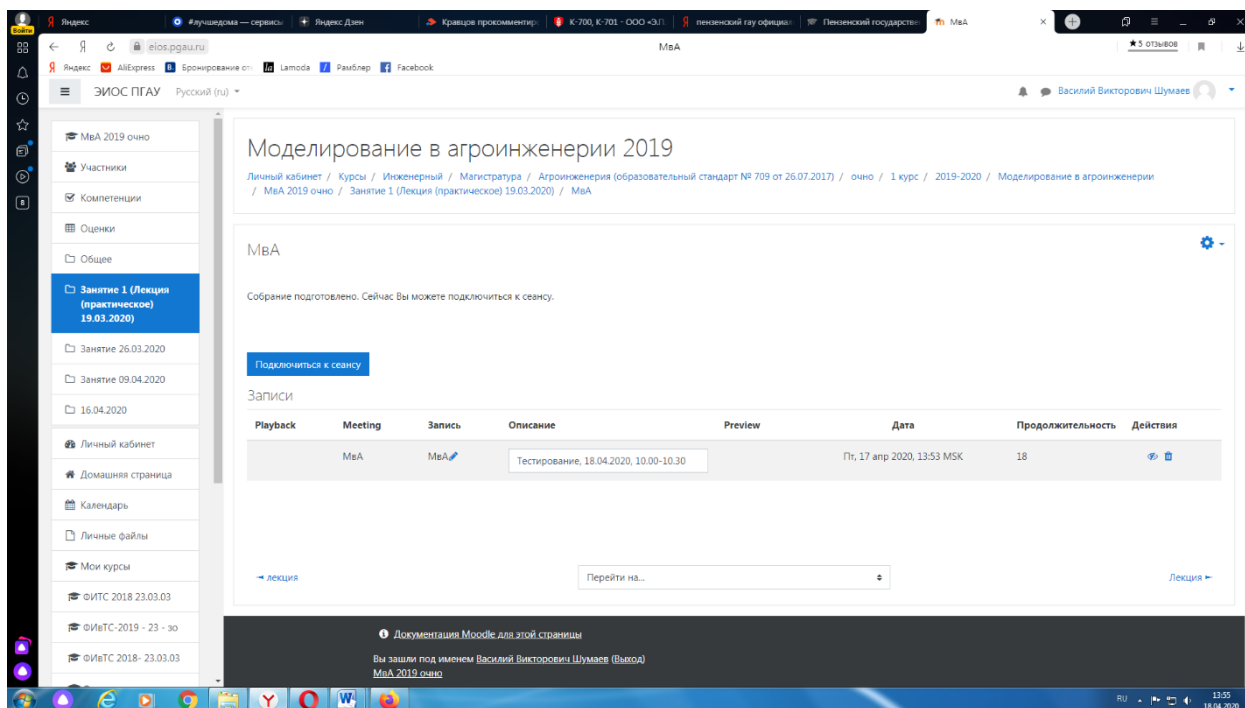 Яндекс
#лучшедома — сервисы
Яндекс Дзен
Кравцов прокомментир
К-700, К-701 - ООО «ЭЛ
пензенский гау официал
Пензенский государстве
МвА
Войти
eios.pgau.ru
МвА
★5 отзывов
Яндекс AliExpress Бронирование от Lamoda Рамблер Facebook
ЭИОС ПГАУ Русский (ru)
Василий Викторович Шумаев
МвА 2019 очно
Участники
Компетенции
Оценки
Общее
Занятие 1 (Лекция
(практическое)
19.03.2020)
Занятие 26.03.2020
Занятие 09.04.2020
16.04.2020
Личный кабинет
Домашняя страница
Календарь
Личные файлы
Мои курсы
ФИТС 2018 23.03.03
ФИвТС-2019 - 23 - зо
ФИвТС 2018- 23.03.03
Моделирование в агроинженерии 2019
Личный кабинет / Курсы / Инженерный / Магистратура / Агроинженерия (образовательный стандарт № 709 от 26.07.2017) / очно / 1 курс / 2019-2020 / Моделирование в агроинженерии
/ МвА 2019 очно / Занятие 1 (Лекция (практическое) 19.03.2020) / МвА
МвА
Собрание подготовлено. Сейчас Вы можете подключиться к сеансу.
Подключиться к сеансу
Записи
Playback Meeting Запись Описание Preview Дата Продолжительность Действия
МвА МвА Тестирование, 18.04.2020, 10.00-10.30 Пт, 17 апр 2020, 13:53 MSK 18
◄ лекция
Перейти на...
Лекция ►
Документация Moodle для этой страницы
Вы зашли под именем Василий Викторович Шумаев (Выход)
МвА 2019 очно
RU
13:55
18.04.2020